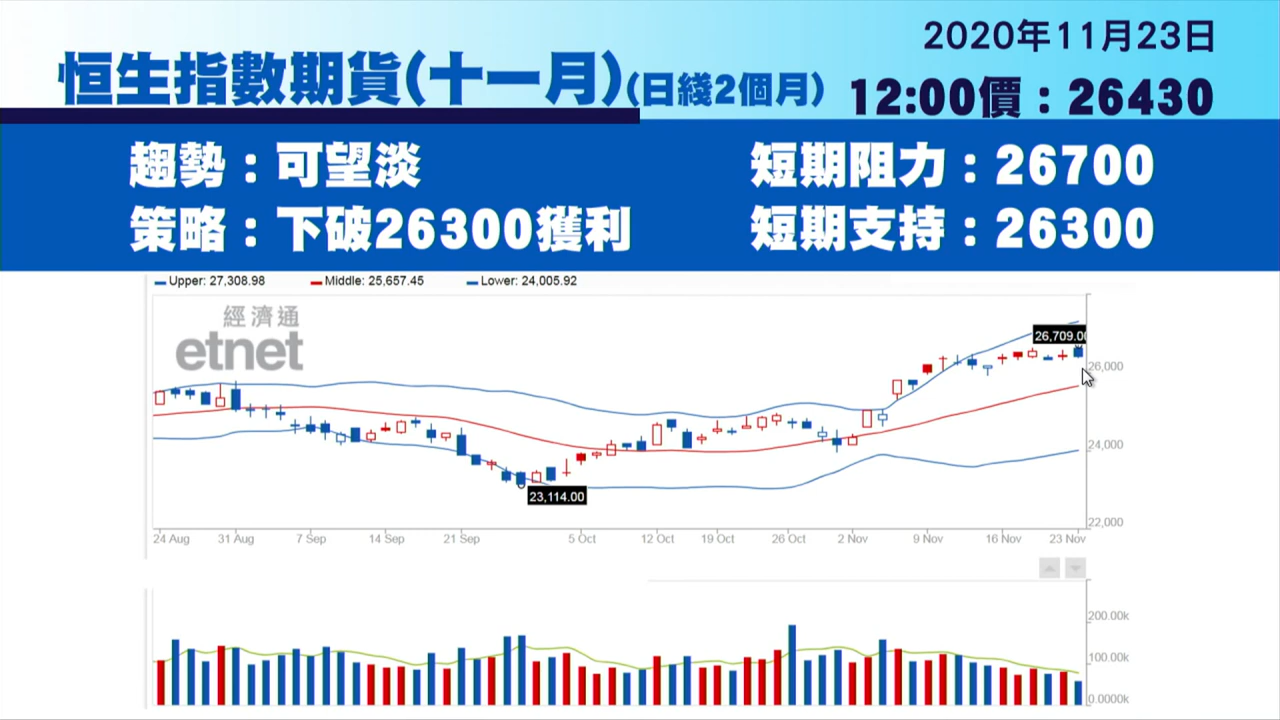 2020年11月23日
恒生指數期貨(十一月)(日綫2個月)
12:00價：26430
趨勢：可望淡
短期阻力：26700
策略：下破26300獲利
短期支持：26300
Upper: 27,308.98 Middle: 25,657.45 Lower: 24,005.92
經濟通
etnet
26,709.00
26,000
24,000
23,114.00
22,000
24 Aug 31 Aug 7 Sep 14 Sep 21 Sep 5 Oct 12 Oct 19 Oct 26 Oct 2 Nov 9 Nov 16 Nov 23 Nov
200.00k
100.00k
0.0000k